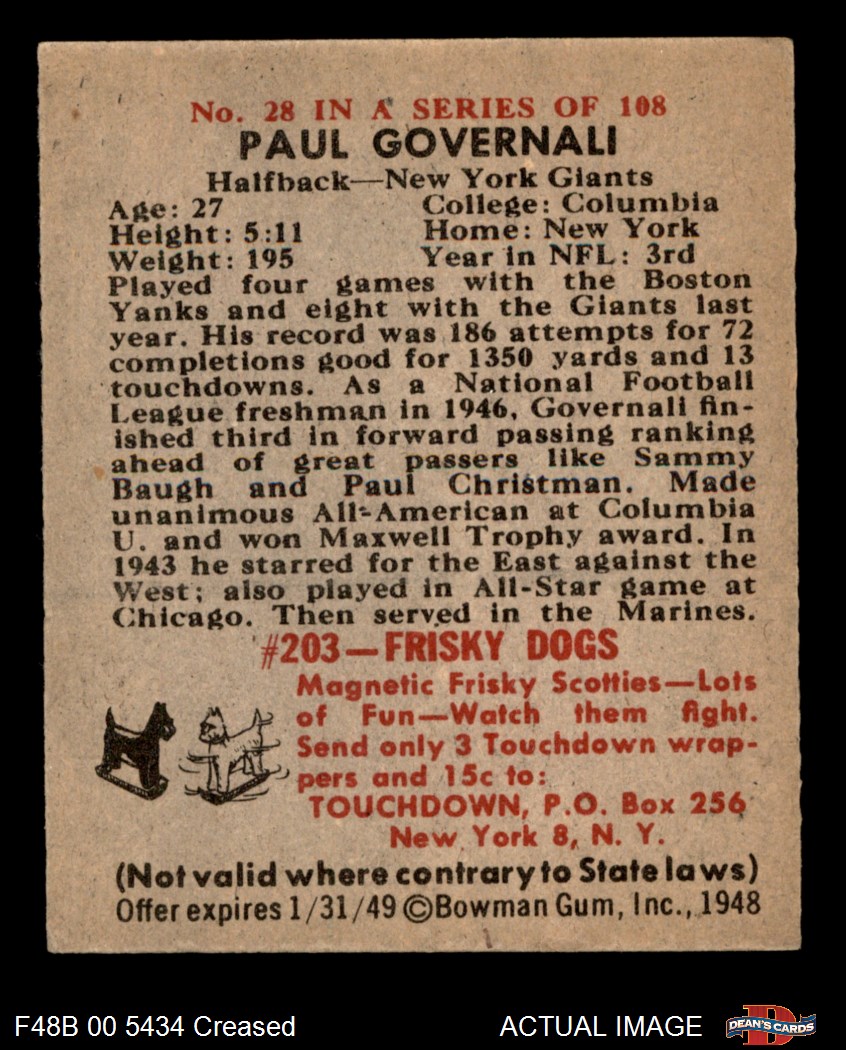 No. 28 IN A SERIES OF 108
PAUL GOVERNALI
Halfback—New York Giants
Age: 27 College: Columbia
Height: 5:11 Home: New York
Weight: 195 Year in NFL: 3rd
Played four games with the Boston
Yanks and eight with the Giants last
year. His record was 186 attempts for 72
completions good for 1350 yards and 13
touchdowns. As a National Football
League freshman in 1946, Governali fin-
ished third in forward passing ranking
ahead of great passers like Sammy
Baugh and Paul Christman. Made
unanimous All-American at Columbia
U. and won Maxwell Trophy award. In
1943 he starred for the East against the
West; also played in All-Star game at
Chicago. Then served in the Marines.
#203—FRISKY DOGS
Magnetic Frisky Scotties—Lots
of Fun—Watch them fight.
Send only 3 Touchdown wrap-
pers and 15c to:
TOUCHDOWN, P.O. Box 256
New York 8, N. Y.
(Not valid where contrary to State laws)
Offer expires 1/31/49 ©Bowman Gum, Inc., 1948
F48B 00 5434 Creased ACTUAL IMAGE DEAN'S CARDS